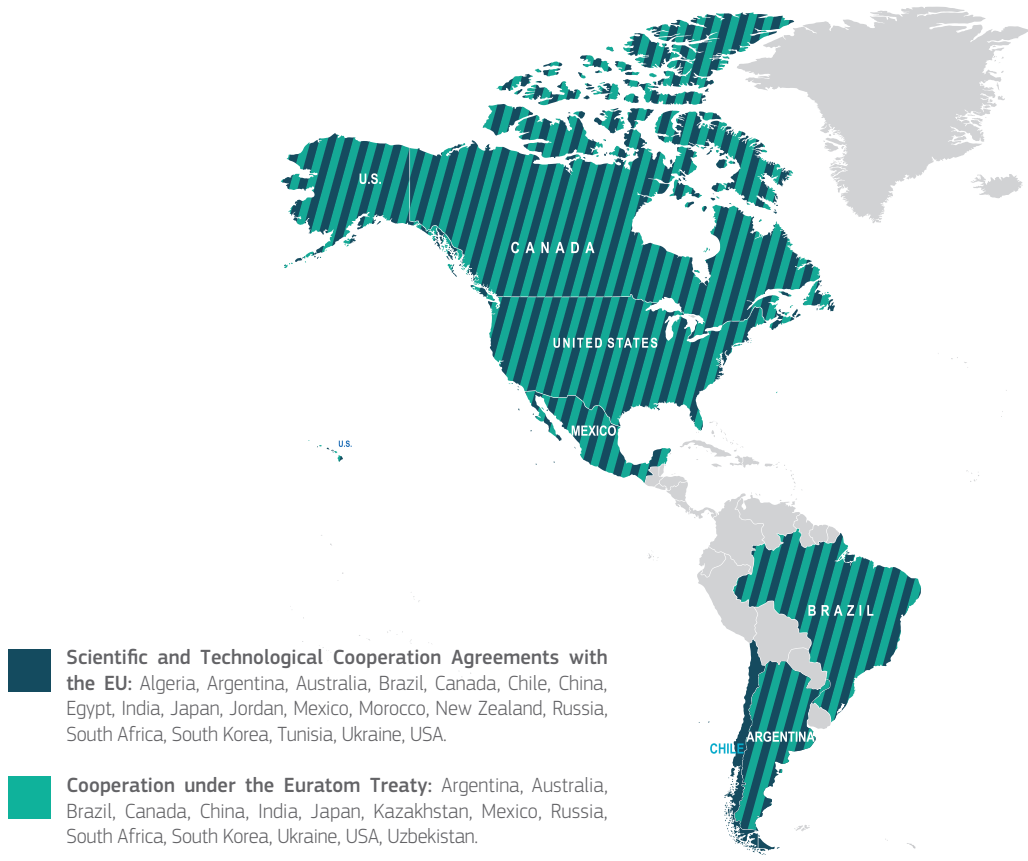 U.S.
CANADA
UNITED STATES
MEXICO
U.S.
BRAZIL
CHILE
ARGENTINA
Scientific and Technological Cooperation Agreements with
the EU: Algeria, Argentina, Australia, Brazil, Canada, Chile, China,
Egypt, India, Japan, Jordan, Mexico, Morocco, New Zealand, Russia,
South Africa, South Korea, Tunisia, Ukraine, USA.
Cooperation under the Euratom Treaty: Argentina, Australia,
Brazil, Canada, China, India, Japan, Kazakhstan, Mexico, Russia,
South Africa, South Korea, Ukraine, USA, Uzbekistan.